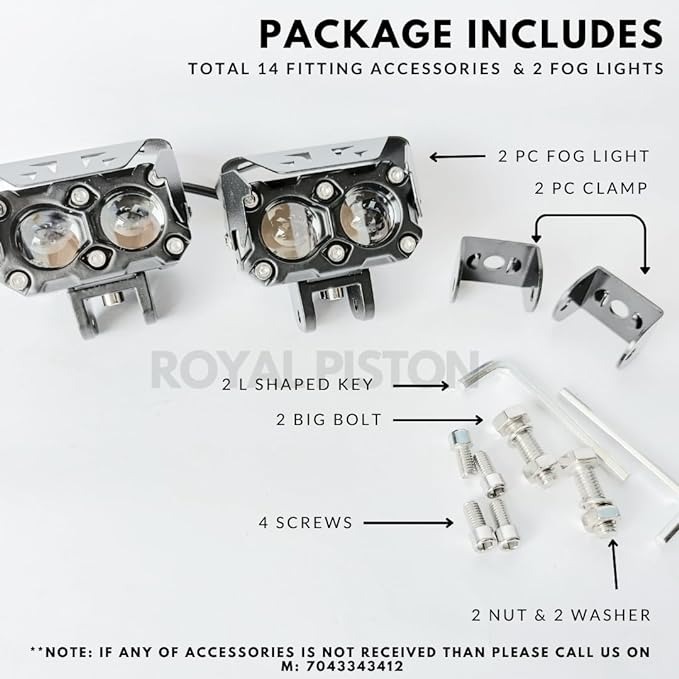 PACKAGE INCLUDES
TOTAL 14 FITTING ACCESSORIES & 2 FOG LIGHTS
2 PC FOG LIGHT
2 PC CLAMP
ROYAL PISTON
2 L SHAPED KEY
2 BIG BOLT
4 SCREWS
2 NUT & 2 WASHER
**NOTE: IF ANY OF ACCESSORIES IS NOT RECEIVED THAN PLEASE CALL US ON
M: 7043343412